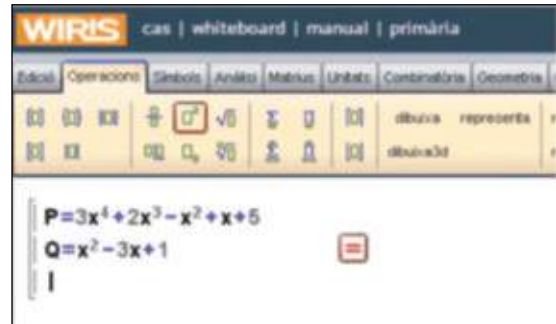 WIRIS cas | whiteboard | manual | primària
Edició Operacions Símbols Anàlisi Matrius Unitats Combinatòria Geometria
dibuixa representa
dibuixa3d
P=3x⁴+2x³−x²+x+5
Q=x²−3x+1
=